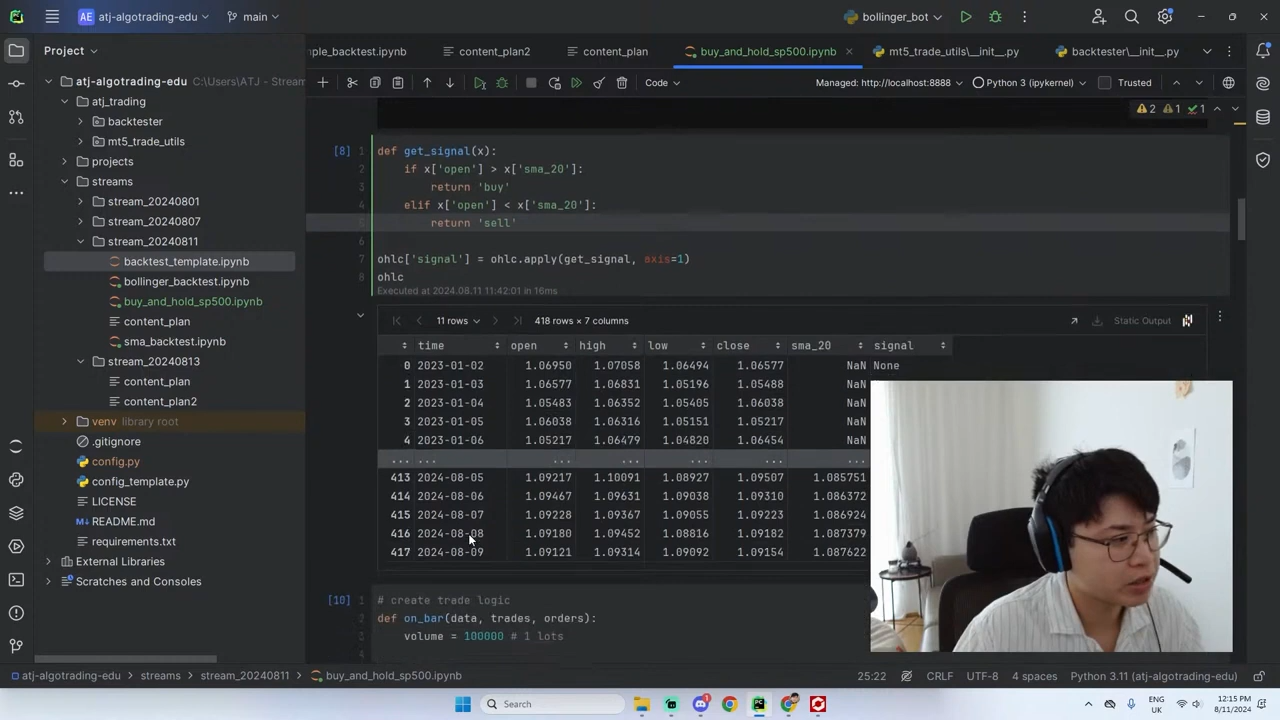 AE atj-algotrading-edu main bollinger_bot
Project
ple_backtest.ipynb content_plan2 content_plan buy_and_hold_sp500.ipynb mt5_trade_utils\__init__.py backtester\__init__.py
Code Managed: http://localhost:8888 Python 3 (ipykernel) Trusted
2 1 1
atj-algotrading-edu C:\Users\ATJ - Stream
atj_trading
backtester
mt5_trade_utils
projects
streams
stream_20240801
stream_20240807
stream_20240811
backtest_template.ipynb
bollinger_backtest.ipynb
buy_and_hold_sp500.ipynb
content_plan
sma_backtest.ipynb
stream_20240813
content_plan
content_plan2
venv library root
.gitignore
config.py
config_template.py
LICENSE
README.md
requirements.txt
External Libraries
Scratches and Consoles
[8] 1 def get_signal(x):
2 if x['open'] > x['sma_20']:
3 return 'buy'
4 elif x['open'] < x['sma_20']:
return 'sell'
6
7 ohlc['signal'] = ohlc.apply(get_signal, axis=1)
8 ohlc
Executed at 2024.08.11 11:42:01 in 16ms
11 rows 418 rows × 7 columns Static Output
time open high low close sma_20 signal
0 2023-01-02 1.06950 1.07058 1.06494 1.06577 NaN None
1 2023-01-03 1.06577 1.06831 1.05196 1.05488 NaN
2 2023-01-04 1.05483 1.06352 1.05405 1.06038 NaN
3 2023-01-05 1.06038 1.06316 1.05151 1.05217 NaN
4 2023-01-06 1.05217 1.06479 1.04820 1.06454 NaN
... ... ... ... ... ... ...
413 2024-08-05 1.09217 1.10091 1.08927 1.09507 1.085751
414 2024-08-06 1.09467 1.09631 1.09038 1.09310 1.086372
415 2024-08-07 1.09228 1.09367 1.09055 1.09223 1.086924
416 2024-08-08 1.09180 1.09452 1.08816 1.09182 1.087379
417 2024-08-09 1.09121 1.09314 1.09092 1.09154 1.087622
[10] 1 # create trade logic
2 def on_bar(data, trades, orders):
3 volume = 100000 # 1 lots
4
atj-algotrading-edu streams stream_20240811 buy_and_hold_sp500.ipynb 25:22 CRLF UTF-8 4 spaces Python 3.11 (atj-algotrading-edu)
Search
ENG
UK
12:15 PM
8/11/2024